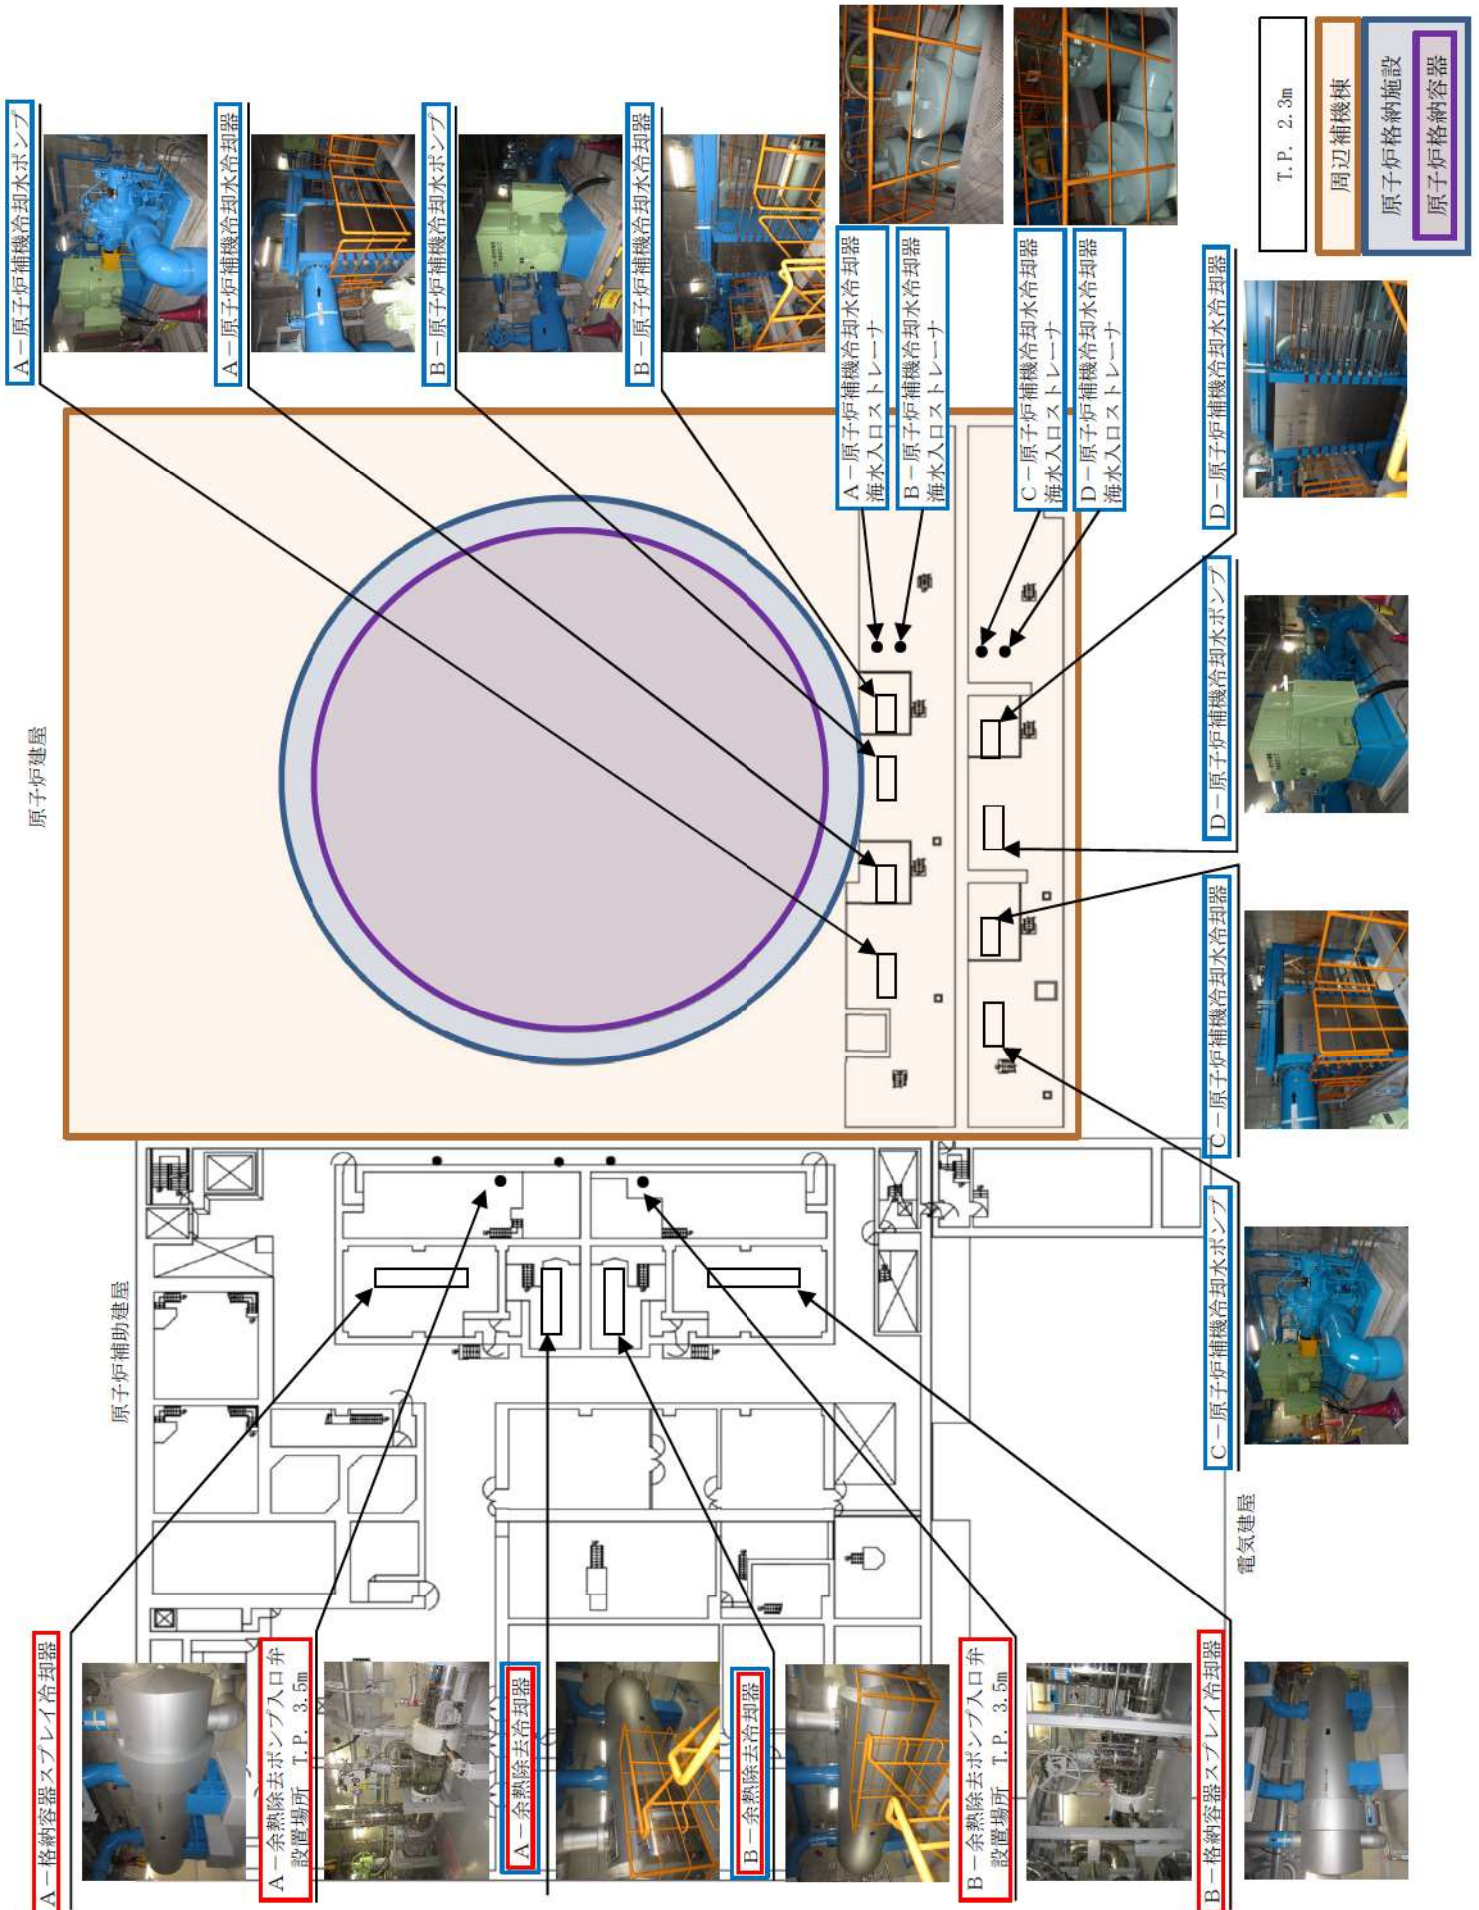 A－原子炉補機冷却水ポンプ
A－原子炉補機冷却水冷却器
B－原子炉補機冷却水ポンプ
B－原子炉補機冷却水冷却器
A－原子炉補機冷却水冷却器
海水入口ストレーナ
B－原子炉補機冷却水冷却器
海水入口ストレーナ
C－原子炉補機冷却水冷却器
海水入口ストレーナ
D－原子炉補機冷却水冷却器
海水入口ストレーナ
T.P. 2.3m
周辺補機棟
原子炉格納施設
原子炉格納容器
原子炉建屋
D－原子炉補機冷却水冷却器
D－原子炉補機冷却水ポンプ
C－原子炉補機冷却水冷却器
C－原子炉補機冷却水ポンプ
原子炉補助建屋
電気建屋
A－格納容器スプレイ冷却器
A－余熱除去ポンプ入口弁
設置場所 T.P. 3.5m
A－余熱除去冷却器
B－余熱除去冷却器
B－余熱除去ポンプ入口弁
設置場所 T.P. 3.5m
B－格納容器スプレイ冷却器